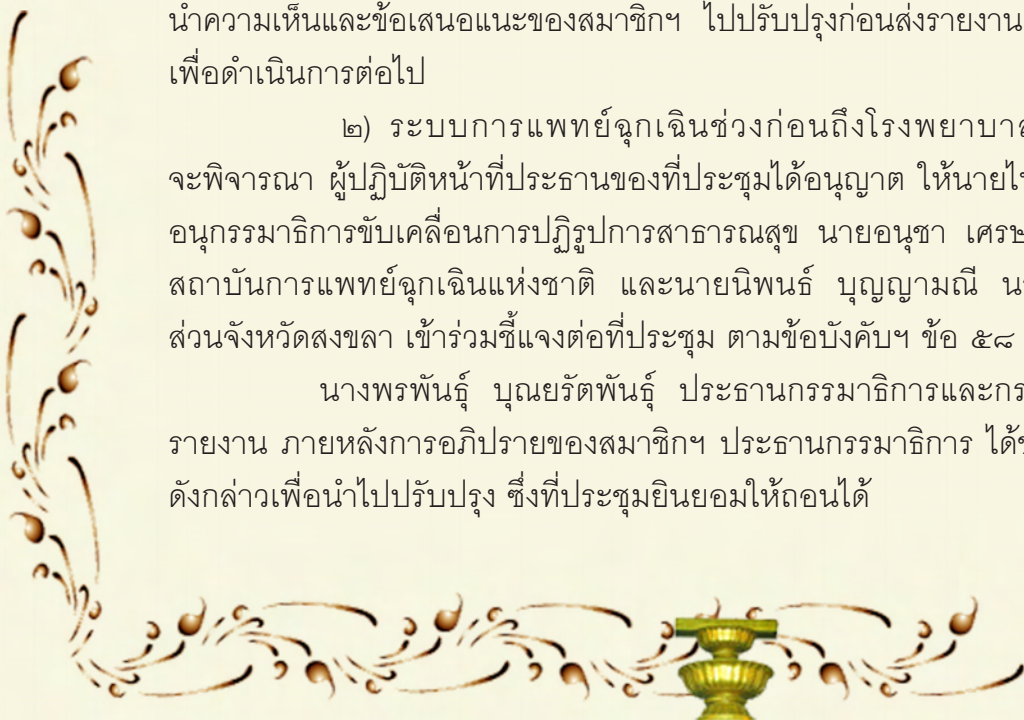 นำความเห็นและข้อเสนอแนะของสมาชิกฯ ไปปรับปรุงก่อนส่งรายงาน
เพื่อดำเนินการต่อไป
๒) ระบบการแพทย์ฉุกเฉินช่วงก่อนถึงโรงพยาบาล
จะพิจารณา ผู้ปฏิบัติหน้าที่ประธานของที่ประชุมได้อนุญาต ให้นาย
อนุกรรมาธิการขับเคลื่อนการปฏิรูปการสาธารณสุข นายอนุชา เศรษ
สถาบันการแพทย์ฉุกเฉินแห่งชาติ และนายนิพนธ์ บุญญามณี
ส่วนจังหวัดสงขลา เข้าร่วมชี้แจงต่อที่ประชุม ตามข้อบังคับฯ ข้อ ๕๘
นางพรพันธุ์ บุณยรัตพันธุ์ ประธานกรรมาธิการและกร
รายงาน ภายหลังการอภิปรายของสมาชิกฯ ประธานกรรมาธิการ ได้
ดังกล่าวเพื่อนำไปปรับปรุง ซึ่งที่ประชุมยินยอมให้ถอนได้